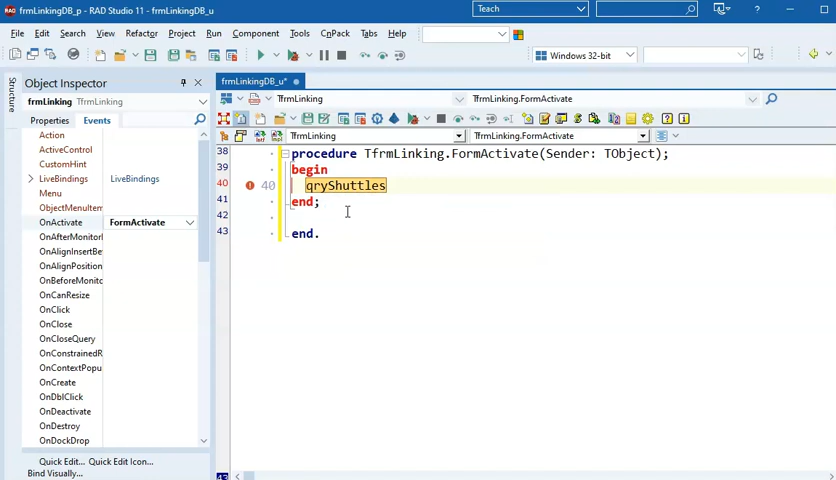 frmLinkingDB_p - RAD Studio 11 - frmLinkingDB_u
Teach
File Edit Search View Refactor Project Run Component Tools CnPack Tabs Help
Windows 32-bit
Structure
Object Inspector
frmLinking TfrmLinking
Properties Events
Action
ActiveControl
CustomHint
LiveBindings LiveBindings
Menu
ObjectMenuItem
OnActivate FormActivate
OnAfterMonitor
OnAlignInsertBe
OnAlignPosition
OnBeforeMonito
OnCanResize
OnClick
OnClose
OnCloseQuery
OnConstrainedR
OnContextPopu
OnCreate
OnDblClick
OnDeactivate
OnDestroy
OnDockDrop
Quick Edit... Quick Edit Icon...
Bind Visually...
frmLinkingDB_u*
TfrmLinking TfrmLinking.FormActivate
TfrmLinking TfrmLinking.FormActivate
38 procedure TfrmLinking.FormActivate(Sender: TObject);
39 begin
40 40 qryShuttles
41 end;
42
43 end.